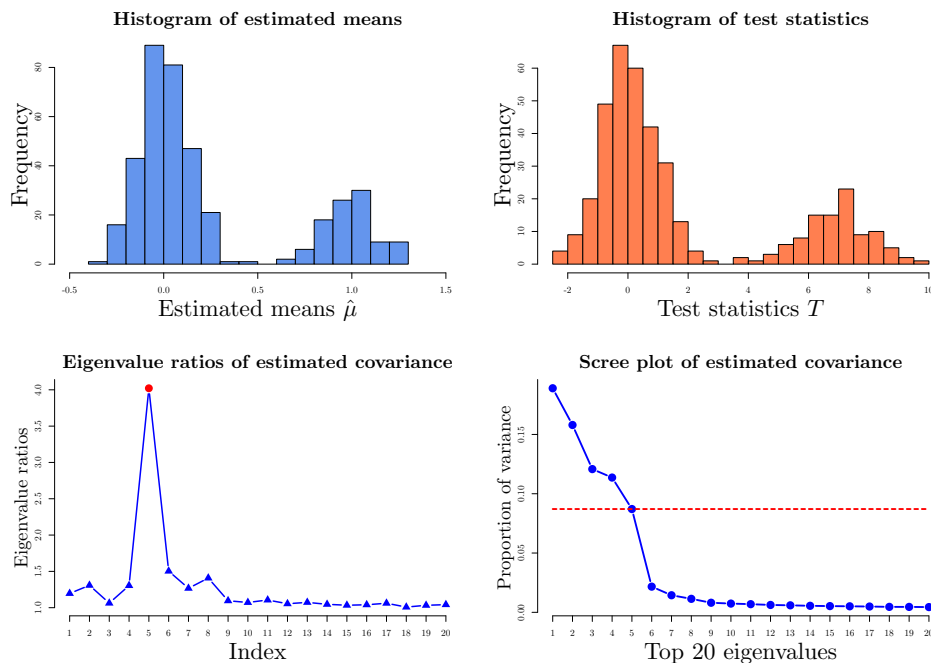 Histogram of estimated means
Frequency
0 20 40 60 80
-0.5 0.0 0.5 1.0 1.5
Estimated means μ̂
Histogram of test statistics
Frequency
0 10 20 30 40 50 60
-2 0 2 4 6 8 10
Test statistics T
Eigenvalue ratios of estimated covariance
Eigenvalue ratios
1.0 1.5 2.0 2.5 3.0 3.5 4.0
1 2 3 4 5 6 7 8 9 10 11 12 13 14 15 16 17 18 19 20
Index
Scree plot of estimated covariance
Proportion of variance
0.00 0.05 0.10 0.15
1 2 3 4 5 6 7 8 9 10 11 12 13 14 15 16 17 18 19 20
Top 20 eigenvalues